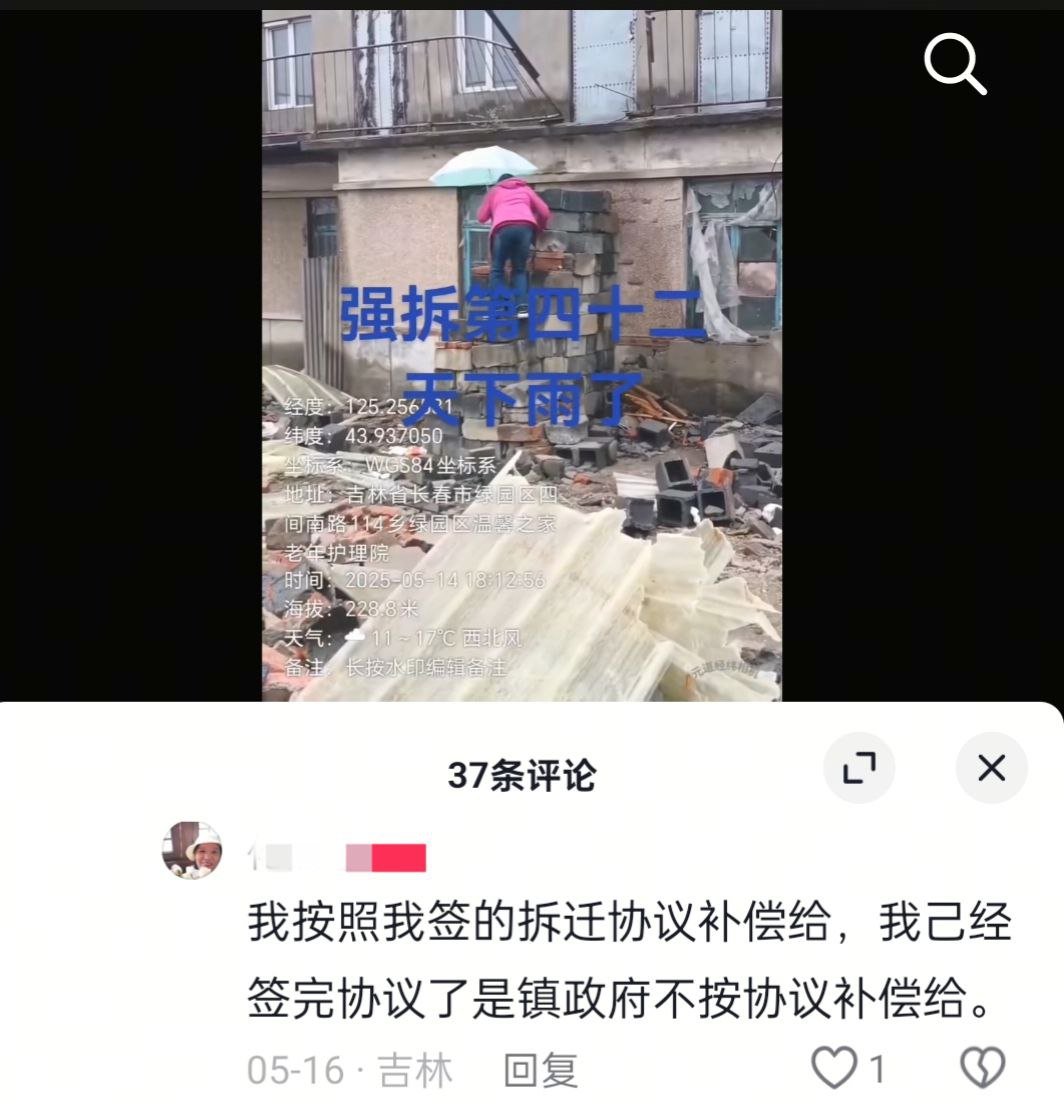 强拆第四十二
天下雨了
经度：125.256
纬度：43.937050
坐标系：WGS84坐标系
地址：吉林省长春市绿园区四
间南路114乡绿园区温馨之家
老年护理院
时间：2025-05-14 18:12:56
海拔：228.8米
天气： 11 ~ 17℃ 西北风
备注：长按水印编辑备注
元道经纬相机
37条评论
我按照我签的拆迁协议补偿给，我己经
签完协议了是镇政府不按协议补偿给。
05-16 · 吉林 回复
1